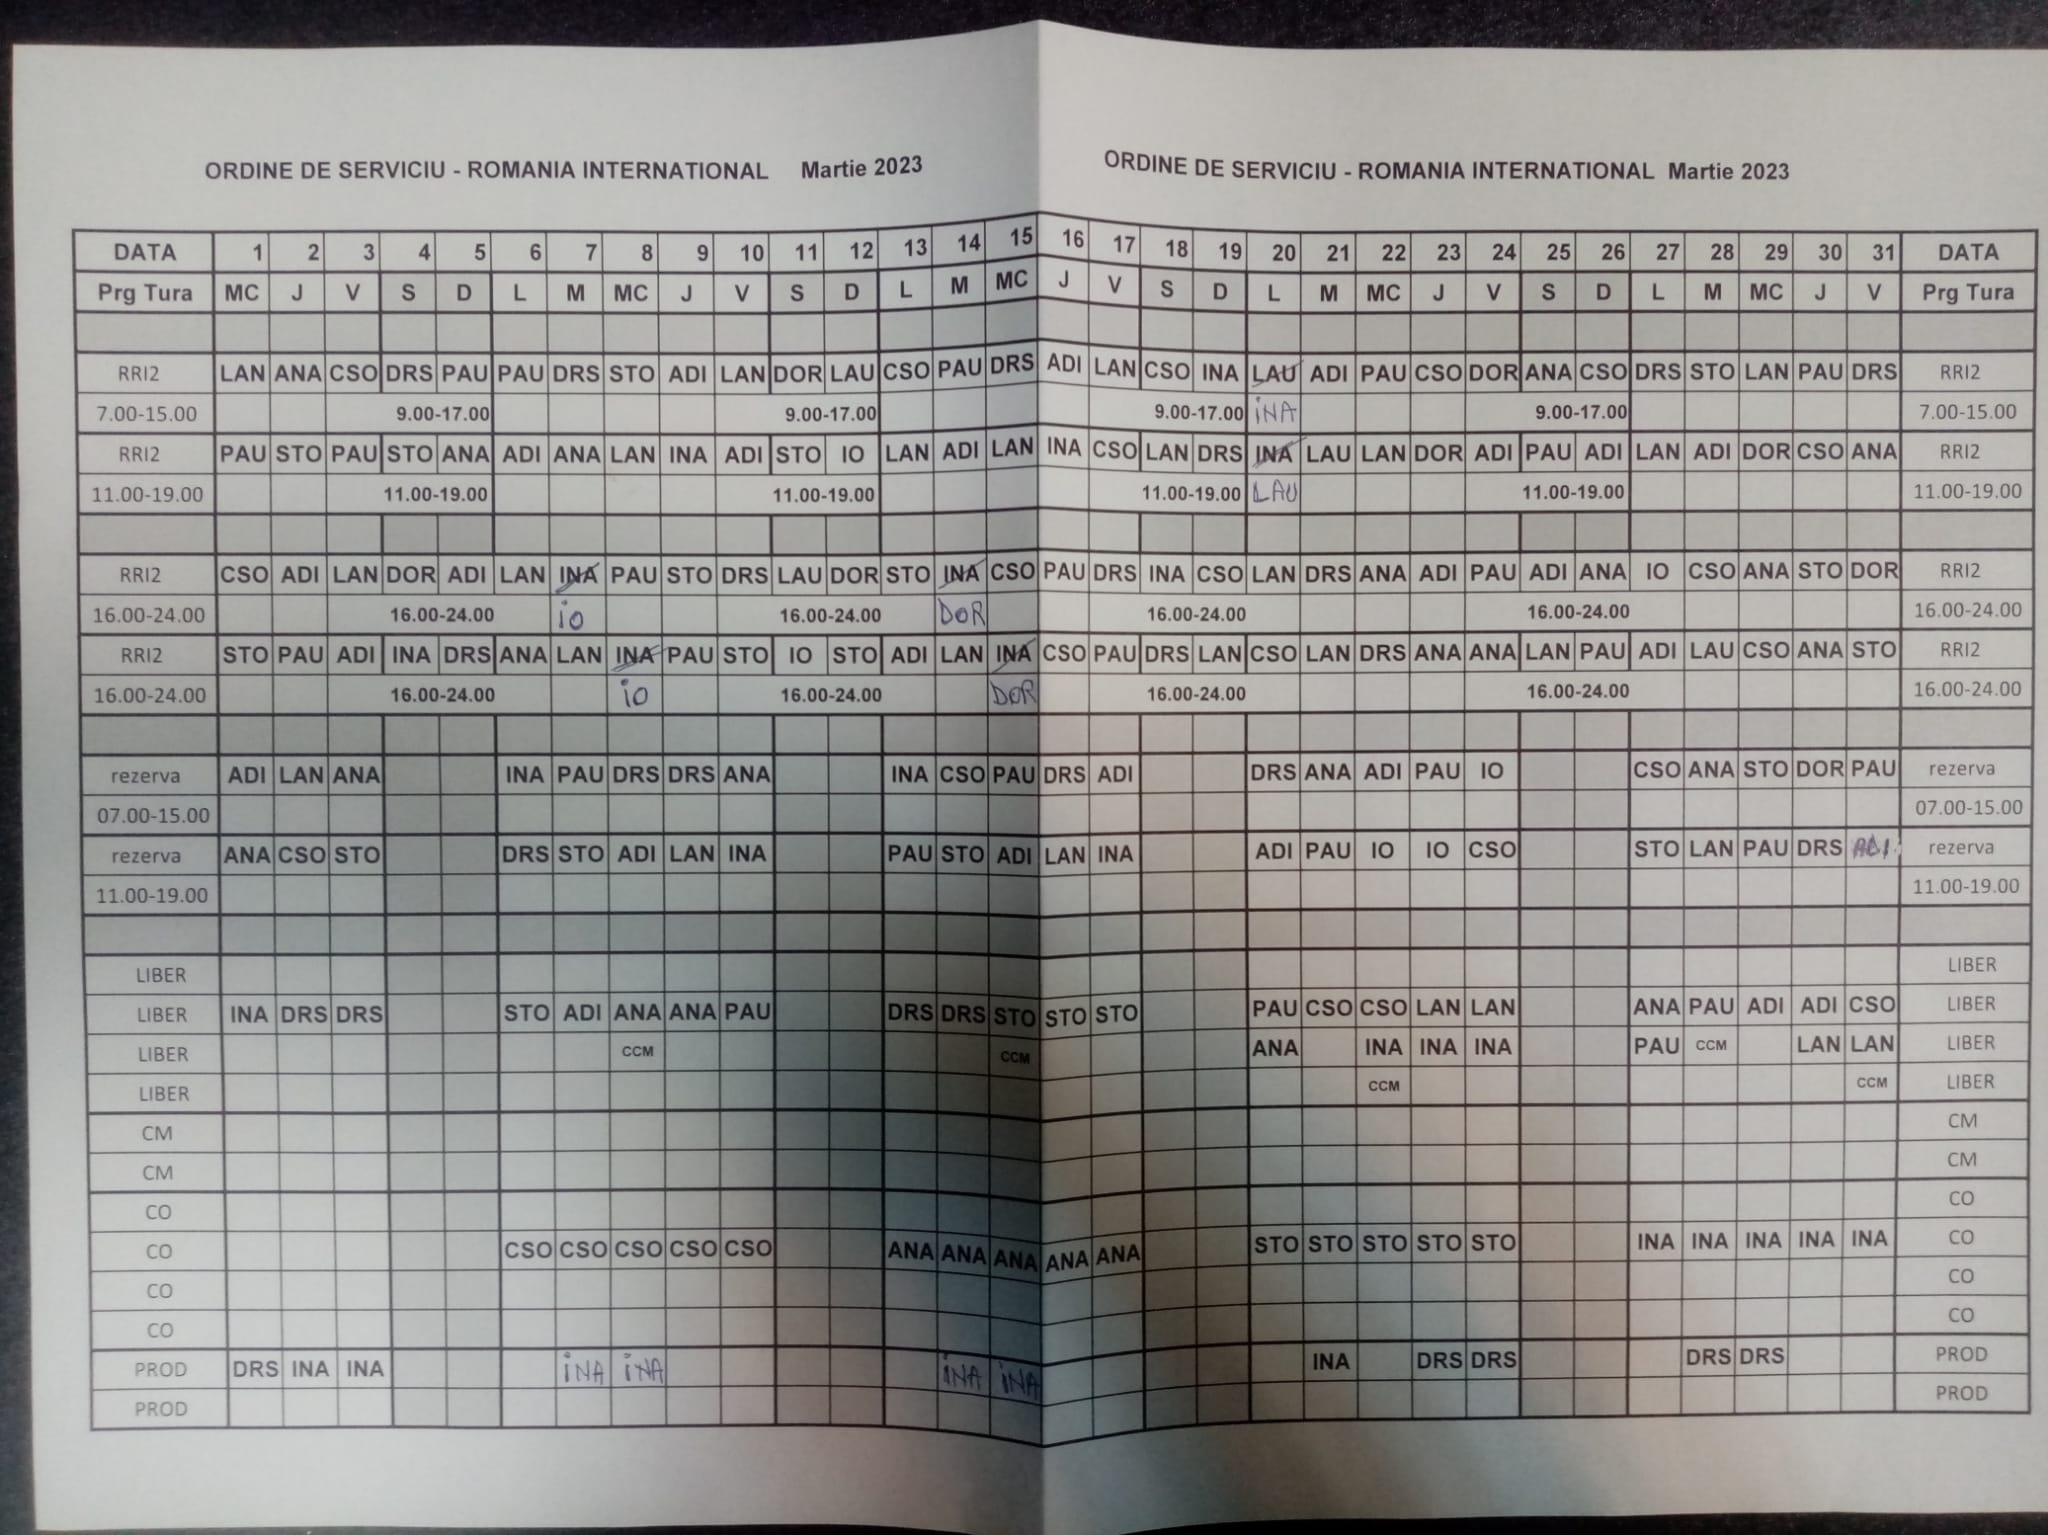 ORDINE DE SERVICIU - ROMANIA INTERNATIONAL Martie 2023 ORDINE DE SERVICIU - ROMANIA INTERNATIONAL Martie 2023
DATA 1 2 3 4 5 6 7 8 9 10 11 12 13 14 15 16 17 18 19 20 21 22 23 24 25 26 27 28 29 30 31 DATA
Prg Tura MC J V S D L M MC J V S D L M MC J V S D L M MC J V S D L M MC J V Prg Tura
RRI2 LAN ANA CSO DRS PAU PAU DRS STO ADI LAN DOR LAU CSO PAU DRS ADI LAN CSO INA LAU ADI PAU CSO DOR ANA CSO DRS STO LAN PAU DRS RRI2
7.00-15.00 9.00-17.00 9.00-17.00 9.00-17.00 iNA 9.00-17.00 7.00-15.00
RRI2 PAU STO PAU STO ANA ADI ANA LAN INA ADI STO IO LAN ADI LAN INA CSO LAN DRS INA LAU LAN DOR ADI PAU ADI LAN ADI DOR CSO ANA RRI2
11.00-19.00 11.00-19.00 11.00-19.00 11.00-19.00 LAU 11.00-19.00 11.00-19.00
RRI2 CSO ADI LAN DOR ADI LAN INA PAU STO DRS LAU DOR STO INA CSO PAU DRS INA CSO LAN DRS ANA ADI PAU ADI ANA IO CSO ANA STO DOR RRI2
16.00-24.00 16.00-24.00 io 16.00-24.00 DOR 16.00-24.00 16.00-24.00 16.00-24.00
RRI2 STO PAU ADI INA DRS ANA LAN INA PAU STO IO STO ADI LAN INA CSO PAU DRS LAN CSO LAN DRS ANA ANA LAN PAU ADI LAU CSO ANA STO RRI2
16.00-24.00 16.00-24.00 io 16.00-24.00 DOR 16.00-24.00 16.00-24.00 16.00-24.00
rezerva ADI LAN ANA INA PAU DRS DRS ANA INA CSO PAU DRS ADI DRS ANA ADI PAU IO CSO ANA STO DOR PAU rezerva
07.00-15.00 07.00-15.00
rezerva ANA CSO STO DRS STO ADI LAN INA PAU STO ADI LAN INA ADI PAU IO IO CSO STO LAN PAU DRS ADI rezerva
11.00-19.00 11.00-19.00
LIBER LIBER
LIBER INA DRS DRS STO ADI ANA ANA PAU DRS DRS STO STO STO PAU CSO CSO LAN LAN ANA PAU ADI ADI CSO LIBER
LIBER CCM CCM ANA INA INA INA PAU CCM LAN LAN LIBER
LIBER CCM CCM LIBER
CM CM
CM CM
CO CO
CO CSO CSO CSO CSO CSO ANA ANA ANA ANA ANA STO STO STO STO STO INA INA INA INA INA CO
CO CO
CO CO
PROD DRS INA INA iNA iNA iNA iNA INA DRS DRS DRS DRS PROD
PROD PROD